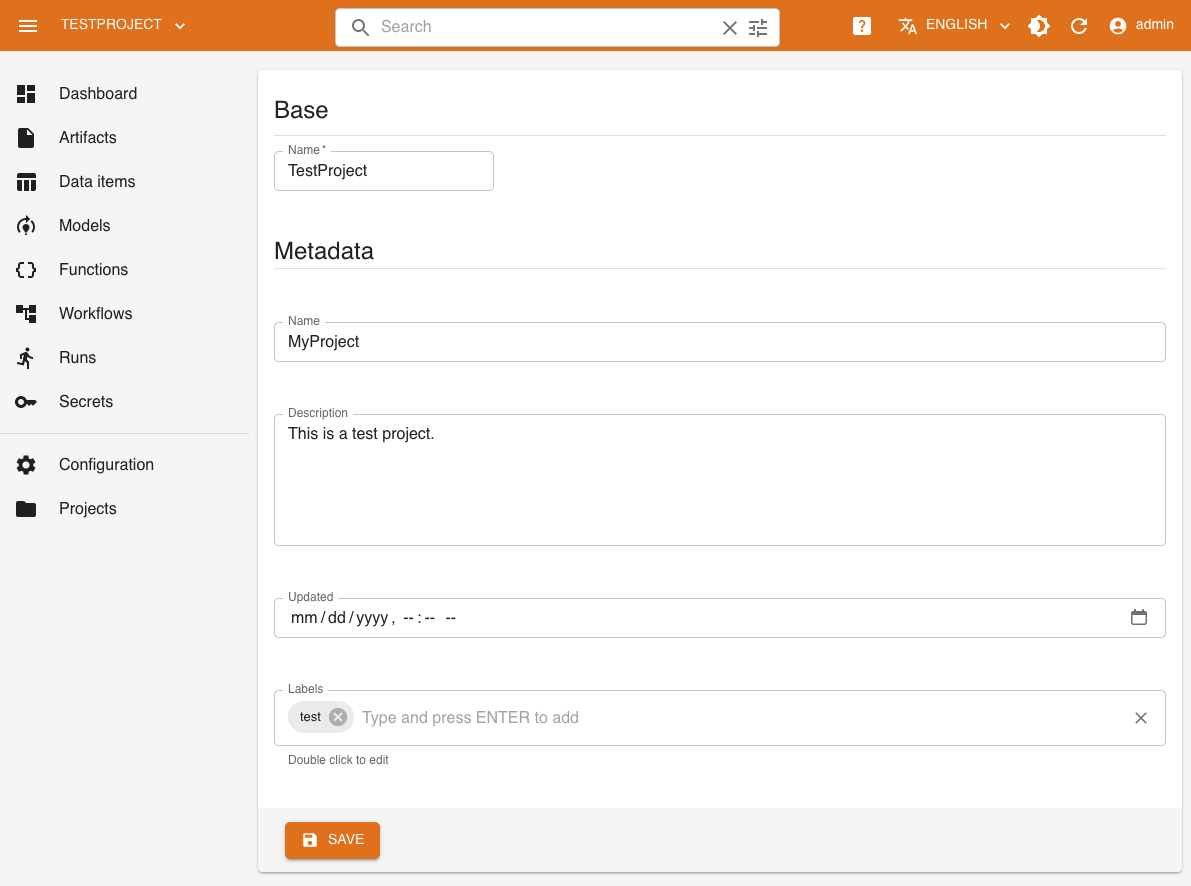 TESTPROJECT
Search
?
ENGLISH
admin
Dashboard
Artifacts
Data items
Models
Functions
Workflows
Runs
Secrets
Configuration
Projects
Base
Name *
TestProject
Metadata
Name
MyProject
Description
This is a test project.
Updated
mm/dd/yyyy, --:-- --
Labels
test
Type and press ENTER to add
Double click to edit
SAVE